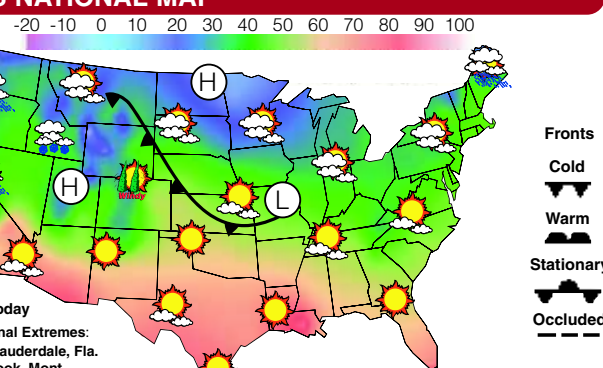 NATIONAL MAP
-20 -10 0 10 20 30 40 50 60 70 80 90 100
H
H
L
Fronts
Cold
Warm
Stationary
Occluded
nal Extremes:
auderdale, Fla.
Mont